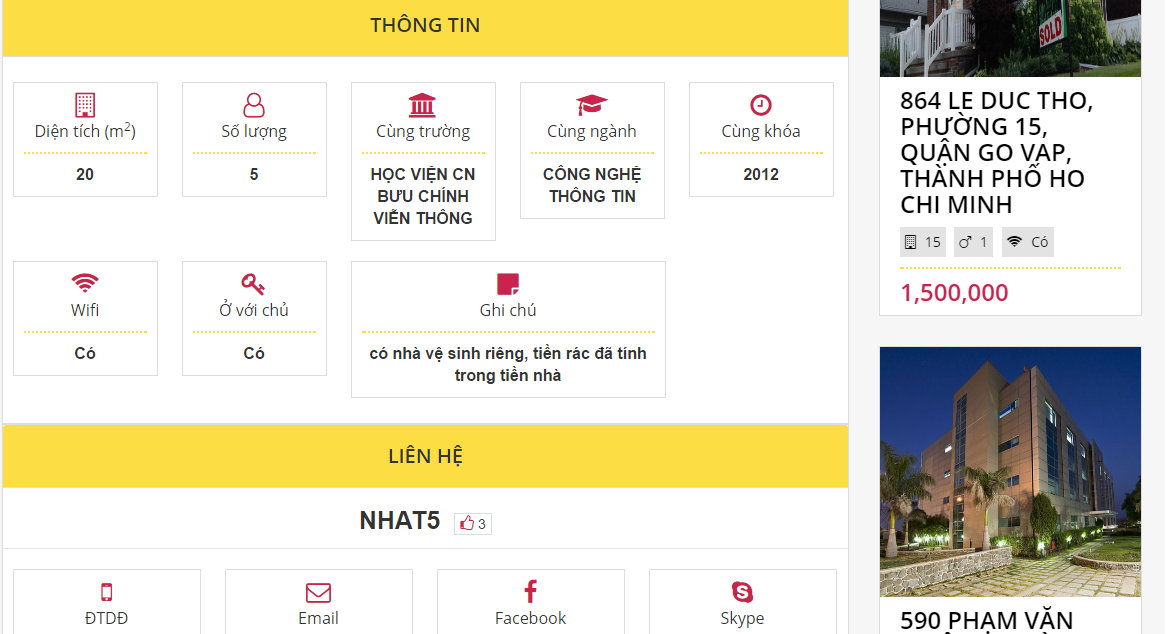 THÔNG TIN
Diện tích (m²)
20
Số lượng
5
Cùng trường
HỌC VIỆN CN
BƯU CHÍNH
VIỄN THÔNG
Cùng ngành
CÔNG NGHỆ
THÔNG TIN
Cùng khóa
2012
Wifi
Có
Ở với chủ
Có
Ghi chú
có nhà vệ sinh riêng, tiền rác đã tính
trong tiền nhà
LIÊN HỆ
NHAT5 3
ĐTDĐ
Email
Facebook
Skype
SOLD
864 LE DUC THO,
PHƯỜNG 15,
QUẬN GO VAP,
THÀNH PHỐ HO
CHI MINH
15 1 Có
1,500,000
590 PHAM VĂN